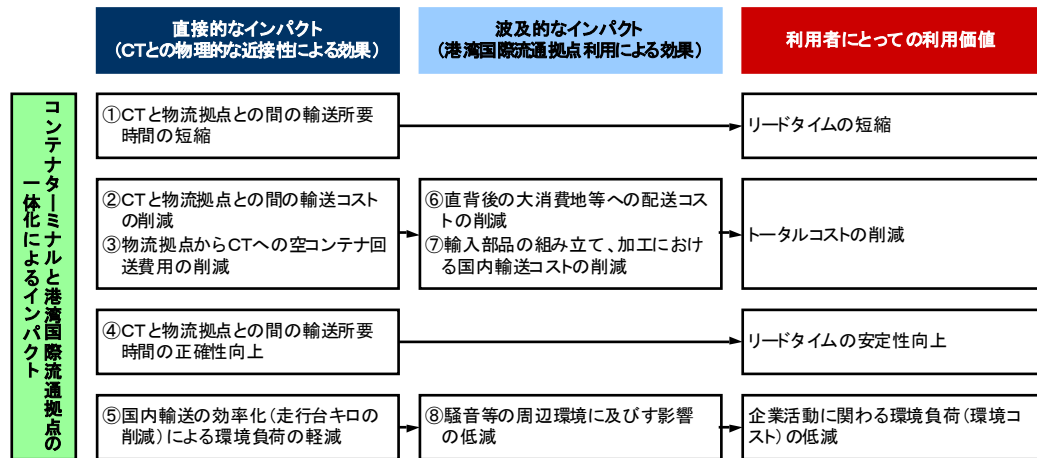 直接的なインパクト
(CTとの物理的な近接性による効果)
波及的なインパクト
(港湾国際流通拠点利用による効果)
利用者にとっての利用価値
コンテナターミナルと港湾国際流通拠点の
一体化によるインパクト
①CTと物流拠点との間の輸送所要
時間の短縮
リードタイムの短縮
②CTと物流拠点との間の輸送コスト
の削減
③物流拠点からCTへの空コンテナ回
送費用の削減
⑥直背後の大消費地等への配送コス
トの削減
⑦輸入部品の組み立て、加工におけ
る国内輸送コストの削減
トータルコストの削減
④CTと物流拠点との間の輸送所要
時間の正確性向上
リードタイムの安定性向上
⑤国内輸送の効率化(走行台キロの
削減)による環境負荷の軽減
⑧騒音等の周辺環境に及びす影響
の低減
企業活動に関わる環境負荷(環境コ
スト)の低減